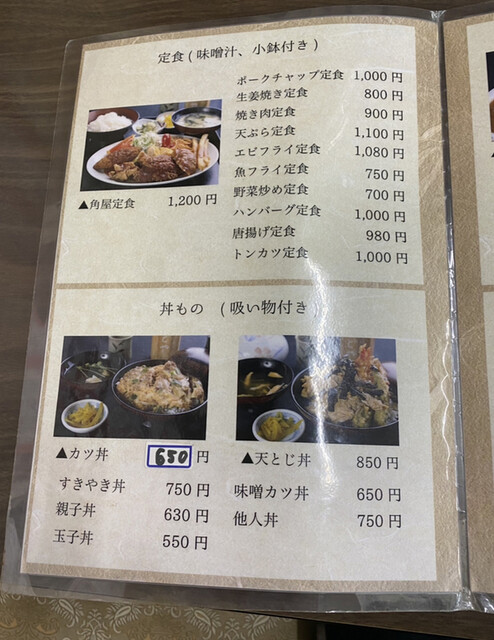 定食(味噌汁、小鉢付き)
ポークチャップ定食 1,000円
生姜焼き定食 800円
焼き肉定食 900円
天ぷら定食 1,100円
エビフライ定食 1,080円
魚フライ定食 750円
野菜炒め定食 700円
ハンバーグ定食 1,000円
唐揚げ定食 980円
トンカツ定食 1,000円
▲角屋定食 1,200円
丼もの (吸い物付き)
▲カツ丼 650円
すきやき丼 750円
親子丼 630円
玉子丼 550円
▲天とじ丼 850円
味噌カツ丼 650円
他人丼 750円